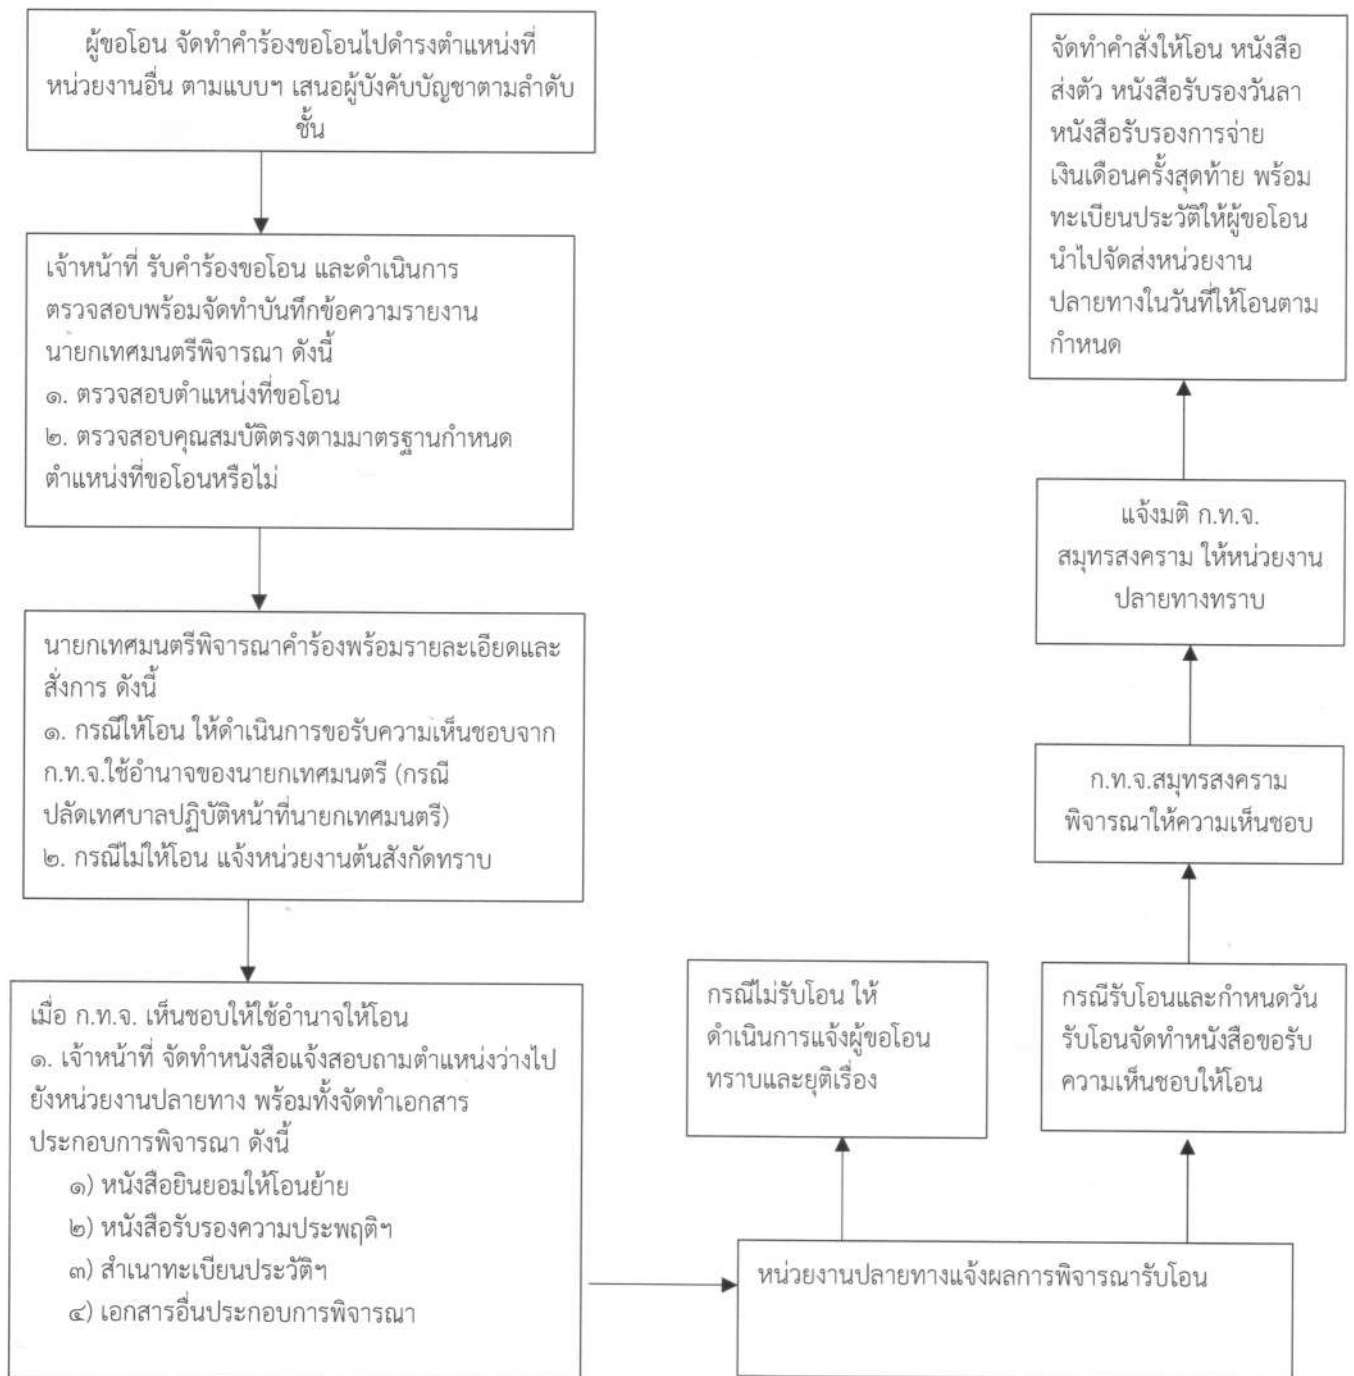 ผู้ขอโอน จัดทำคำร้องขอโอนไปดำรงตำแหน่งที่
หน่วยงานอื่น ตามแบบฯ เสนอผู้บังคับบัญชาตามลำดับ
ชั้น
เจ้าหน้าที่ รับคำร้องขอโอน และดำเนินการ
ตรวจสอบพร้อมจัดทำบันทึกข้อความรายงาน
นายกเทศมนตรีพิจารณา ดังนี้
๑. ตรวจสอบตำแหน่งที่ขอโอน
๒. ตรวจสอบคุณสมบัติตรงตามมาตรฐานกำหนด
ตำแหน่งที่ขอโอนหรือไม่
นายกเทศมนตรีพิจารณาคำร้องพร้อมรายละเอียดและ
สั่งการ ดังนี้
๑. กรณีให้โอน ให้ดำเนินการขอรับความเห็นชอบจาก
ก.ท.จ.ใช้อำนาจของนายกเทศมนตรี (กรณี
ปลัดเทศบาลปฏิบัติหน้าที่นายกเทศมนตรี)
๒. กรณีไม่ให้โอน แจ้งหน่วยงานต้นสังกัดทราบ
เมื่อ ก.ท.จ. เห็นชอบให้ใช้อำนาจให้โอน
๑. เจ้าหน้าที่ จัดทำหนังสือแจ้งสอบถามตำแหน่งว่างไป
ยังหน่วยงานปลายทาง พร้อมทั้งจัดทำเอกสาร
ประกอบการพิจารณา ดังนี้
๑) หนังสือยินยอมให้โอนย้าย
๒) หนังสือรับรองความประพฤติฯ
๓) สำเนาทะเบียนประวัติฯ
๔) เอกสารอื่นประกอบการพิจารณา
หน่วยงานปลายทางแจ้งผลการพิจารณารับโอน
กรณีไม่รับโอน ให้
ดำเนินการแจ้งผู้ขอโอน
ทราบและยุติเรื่อง
กรณีรับโอนและกำหนดวัน
รับโอนจัดทำหนังสือขอรับ
ความเห็นชอบให้โอน
ก.ท.จ.สมุทรสงคราม
พิจารณาให้ความเห็นชอบ
แจ้งมติ ก.ท.จ.
สมุทรสงคราม ให้หน่วยงาน
ปลายทางทราบ
จัดทำคำสั่งให้โอน หนังสือ
ส่งตัว หนังสือรับรองวันลา
หนังสือรับรองการจ่าย
เงินเดือนครั้งสุดท้าย พร้อม
ทะเบียนประวัติให้ผู้ขอโอน
นำไปจัดส่งหน่วยงาน
ปลายทางในวันที่ให้โอนตาม
กำหนด